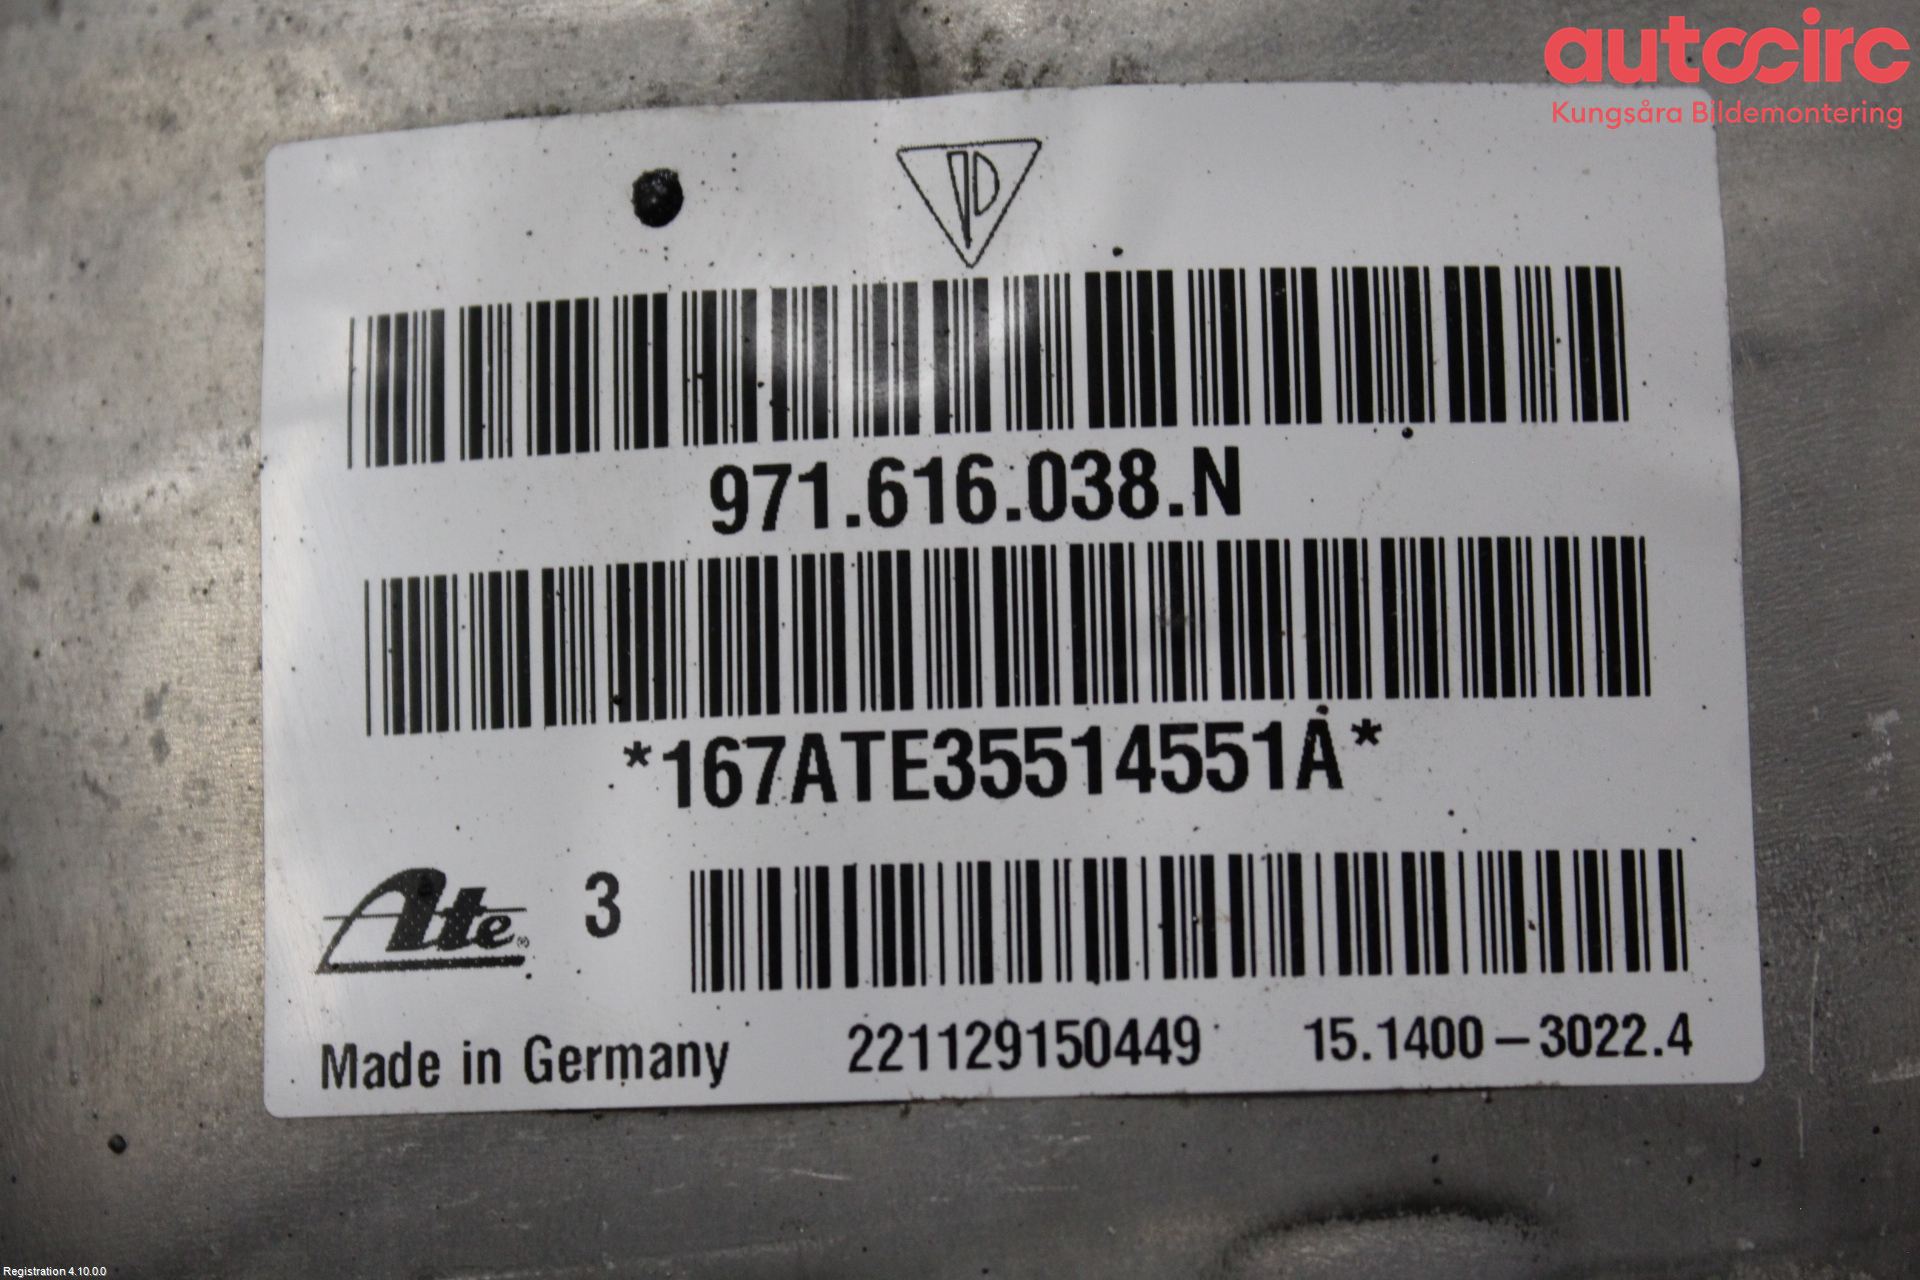 autocirc
Kungsåra Bildemontering
971.616.038.N
*167ATE35514551A*
Ate® 3
Made in Germany 221129150449 15.1400-3022.4
Registration 4.10.0.0